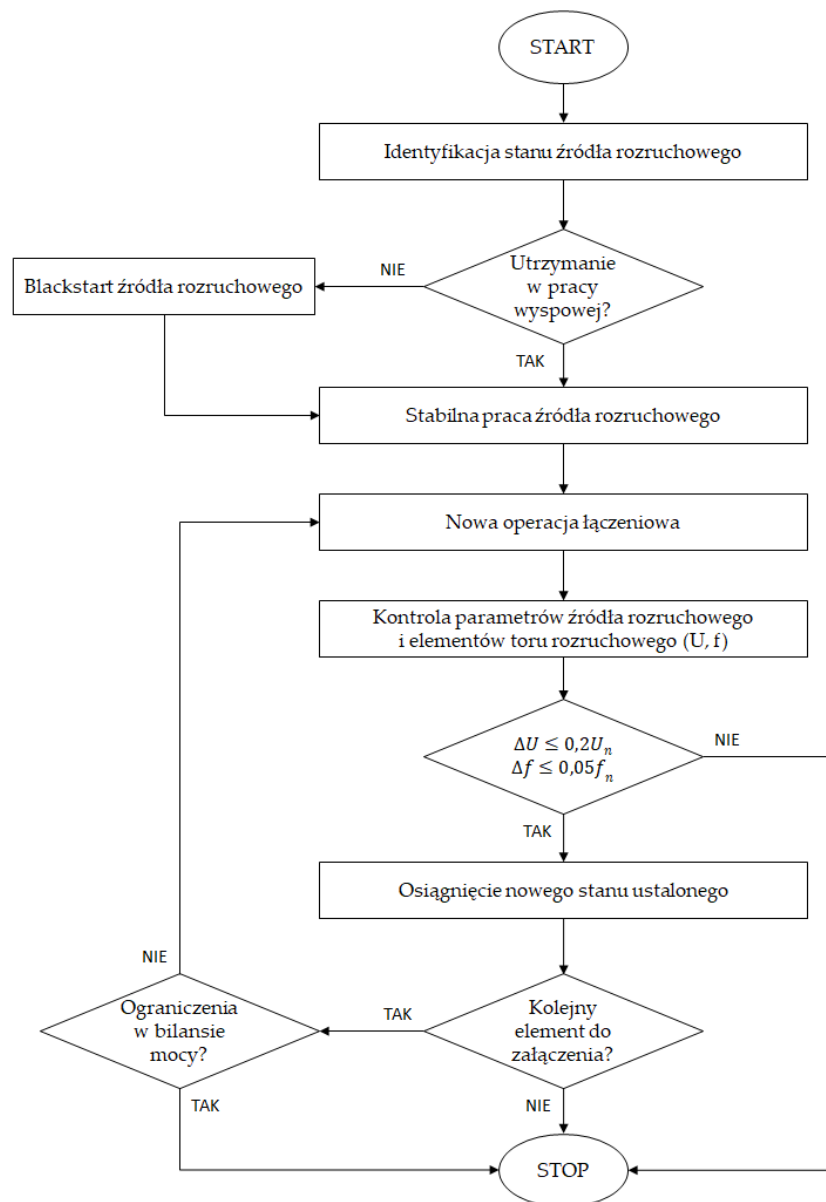 START
Identyfikacja stanu źródła rozruchowego
Utrzymanie
w pracy
wyspowej?
NIE
Blackstart źródła rozruchowego
TAK
Stabilna praca źródła rozruchowego
Nowa operacja łączeniowa
Kontrola parametrów źródła rozruchowego
i elementów toru rozruchowego (U, f)
ΔU ≤ 0,2Uₙ
Δf ≤ 0,05fₙ
NIE
TAK
Osiągnięcie nowego stanu ustalonego
Kolejny
element do
załączenia?
TAK
Ograniczenia
w bilansie
mocy?
NIE
TAK
NIE
STOP